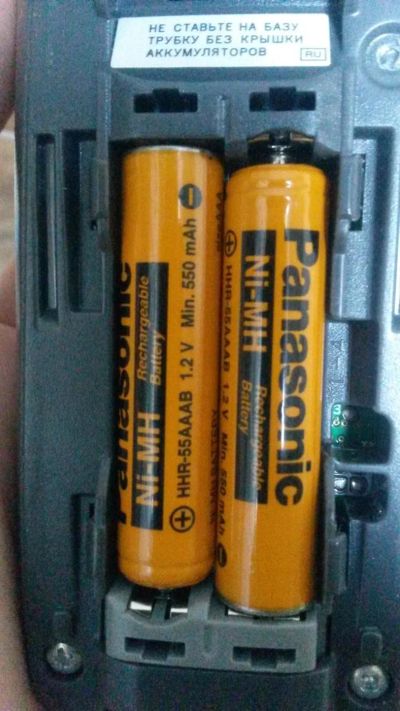 НЕ СТАВЬТЕ НА БАЗУ
ТРУБКУ БЕЗ КРЫШКИ
АККУМУЛЯТОРОВ
RU
Panasonic
Ni-MH
Rechargeable
Battery
HHR-55AAAB 1.2 V Min. 550 mAh
Panasonic
Ni-MH
Rechargeable
Battery
HHR-55AAAB 1.2 V Min. 550 mAh